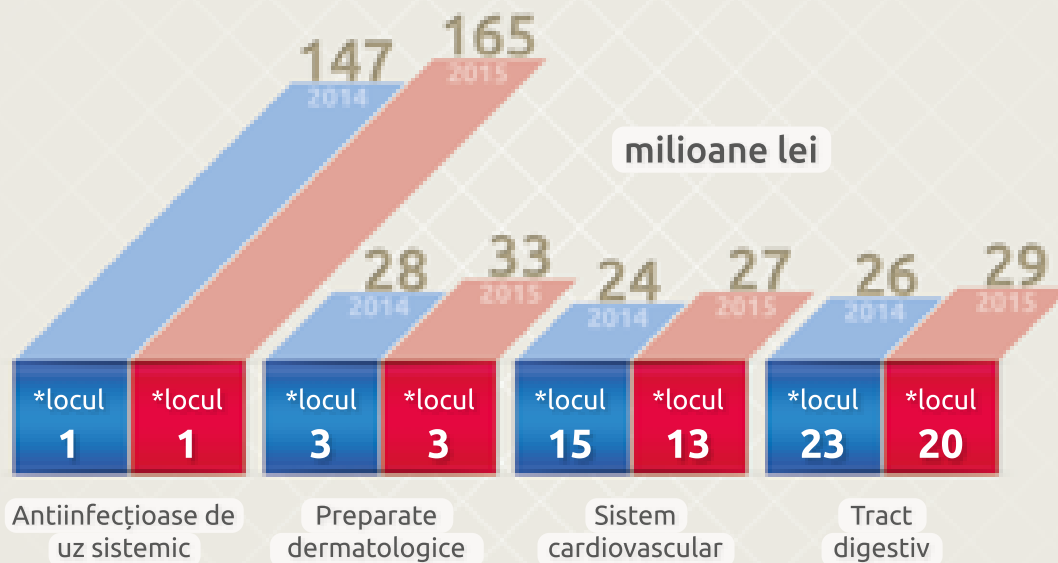 147
165
2014
2015
milioane lei
28
33
24
27
26
29
2014
2015
2014
2015
2014
2015
*locul
1
*locul
1
*locul
3
*locul
3
*locul
15
*locul
13
*locul
23
*locul
20
Antiinfecțioase de
uz sistemic
Preparate
dermatologice
Sistem
cardiovascular
Tract
digestiv